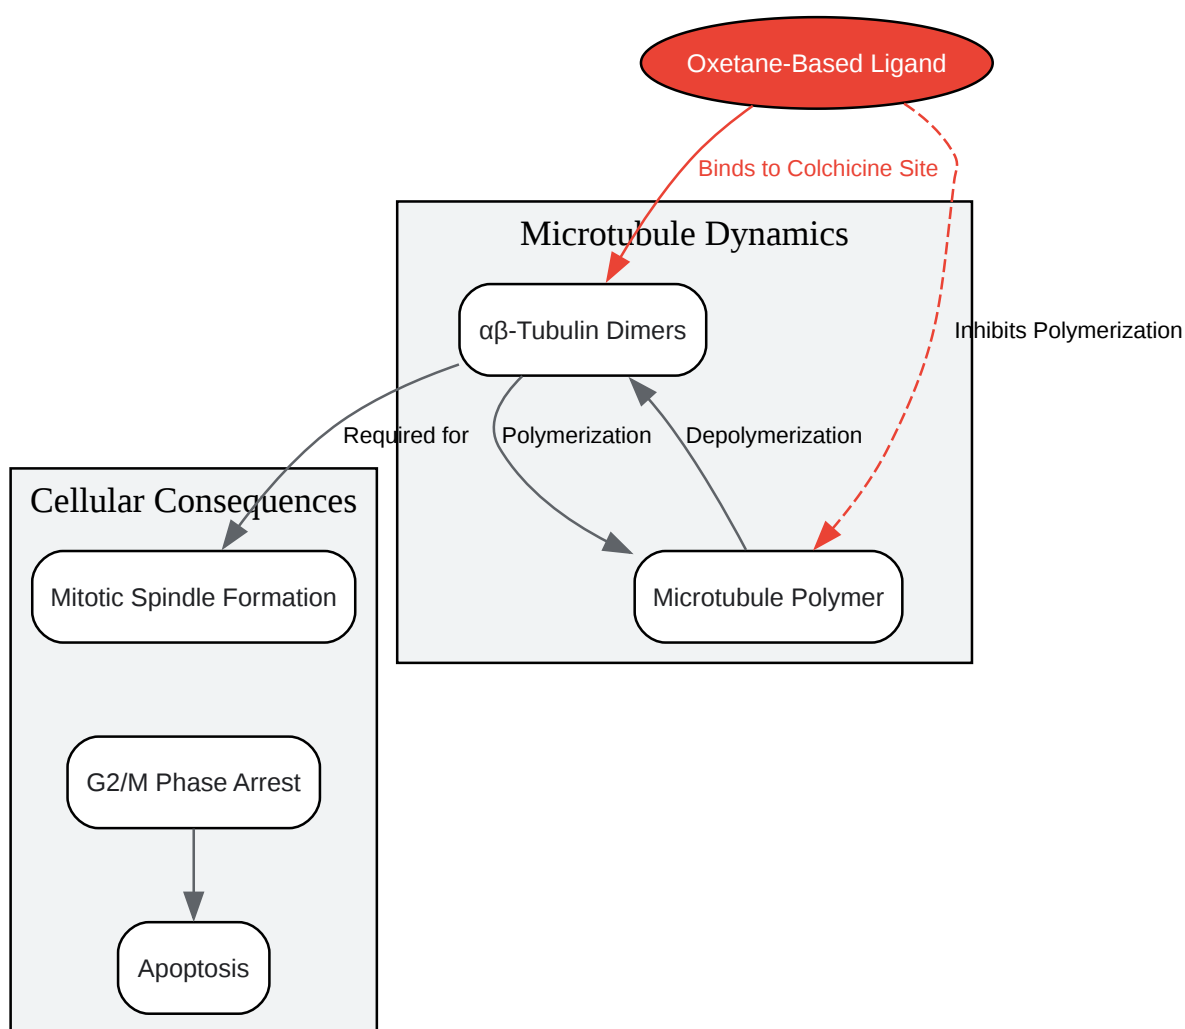 Oxetane-Based Ligand
Binds to Colchicine Site
Microtubule Dynamics
αβ-Tubulin Dimers
Inhibits Polymerization
Required for
Polymerization
Depolymerization
Cellular Consequences
Mitotic Spindle Formation
Microtubule Polymer
G2/M Phase Arrest
Apoptosis